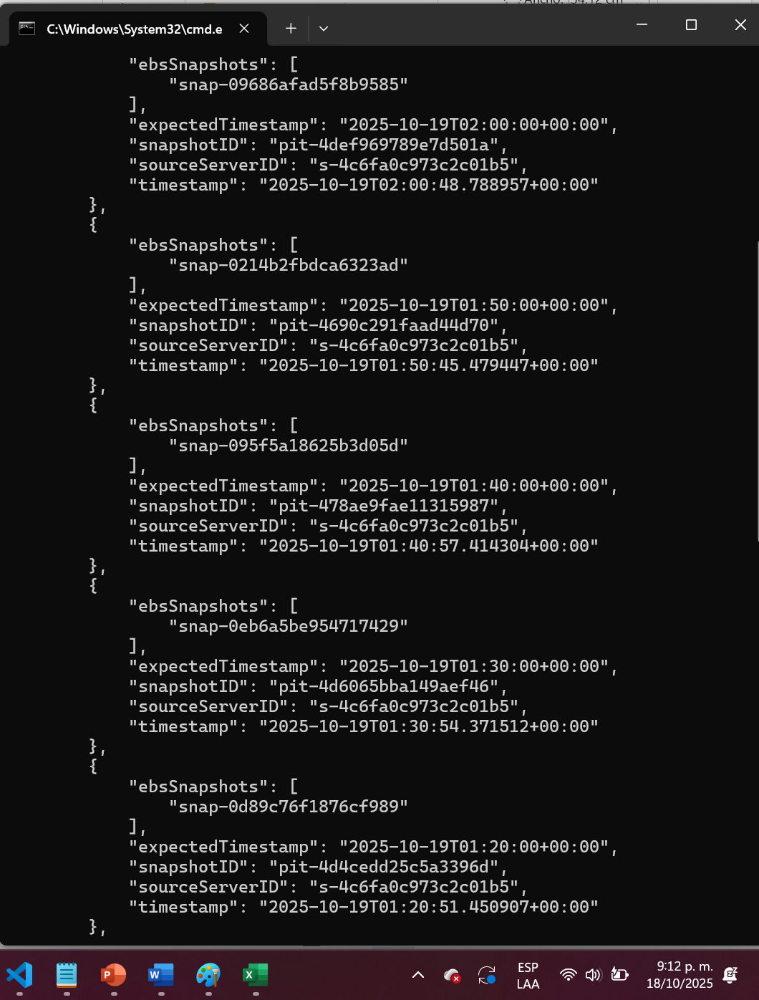 C:\Windows\System32\cmd.e
"ebsSnapshots": [
"snap-09686afad5f8b9585"
],
"expectedTimestamp": "2025-10-19T02:00:00+00:00",
"snapshotID": "pit-4def969789e7d501a",
"sourceServerID": "s-4c6fa0c973c2c01b5",
"timestamp": "2025-10-19T02:00:48.788957+00:00"
},
{
"ebsSnapshots": [
"snap-0214b2fbdca6323ad"
],
"expectedTimestamp": "2025-10-19T01:50:00+00:00",
"snapshotID": "pit-4690c291faad44d70",
"sourceServerID": "s-4c6fa0c973c2c01b5",
"timestamp": "2025-10-19T01:50:45.479447+00:00"
},
{
"ebsSnapshots": [
"snap-095f5a18625b3d05d"
],
"expectedTimestamp": "2025-10-19T01:40:00+00:00",
"snapshotID": "pit-478ae9fae11315987",
"sourceServerID": "s-4c6fa0c973c2c01b5",
"timestamp": "2025-10-19T01:40:57.414304+00:00"
},
{
"ebsSnapshots": [
"snap-0eb6a5be954717429"
],
"expectedTimestamp": "2025-10-19T01:30:00+00:00",
"snapshotID": "pit-4d6065bba149aef46",
"sourceServerID": "s-4c6fa0c973c2c01b5",
"timestamp": "2025-10-19T01:30:54.371512+00:00"
},
{
"ebsSnapshots": [
"snap-0d89c76f1876cf989"
],
"expectedTimestamp": "2025-10-19T01:20:00+00:00",
"snapshotID": "pit-4d4cedd25c5a3396d",
"sourceServerID": "s-4c6fa0c973c2c01b5",
"timestamp": "2025-10-19T01:20:51.450907+00:00"
},
ESP
LAA
9:12 p. m.
18/10/2025